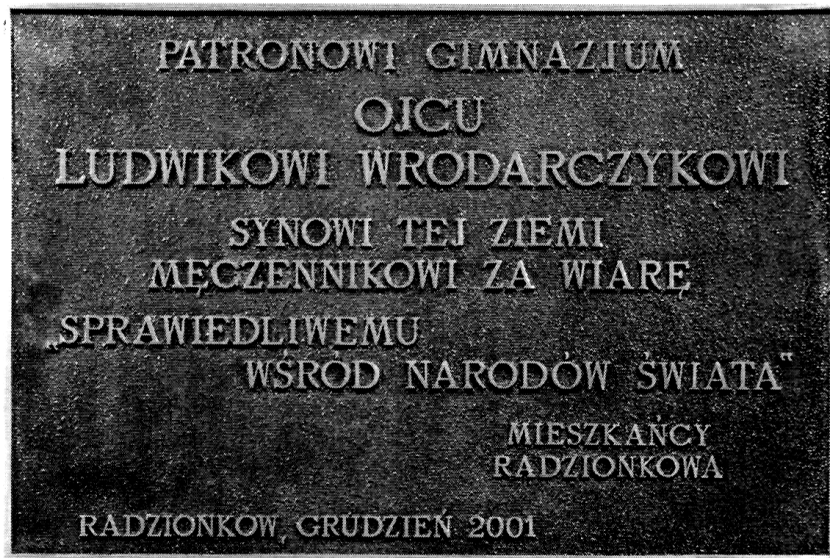 PATRONOWI GIMNAZJUM
OJCU
LUDWIKOWI WRODARCZYKOWI
SYNOWI TEJ ZIEMI
MĘCZENNIKOWI ZA WIARĘ
„SPRAWIEDLIWEMU
WŚRÓD NARODÓW ŚWIATA"
MIESZKAŃCY
RADZIONKOWA
RADZIONKOW, GRUDZIEŃ 2001